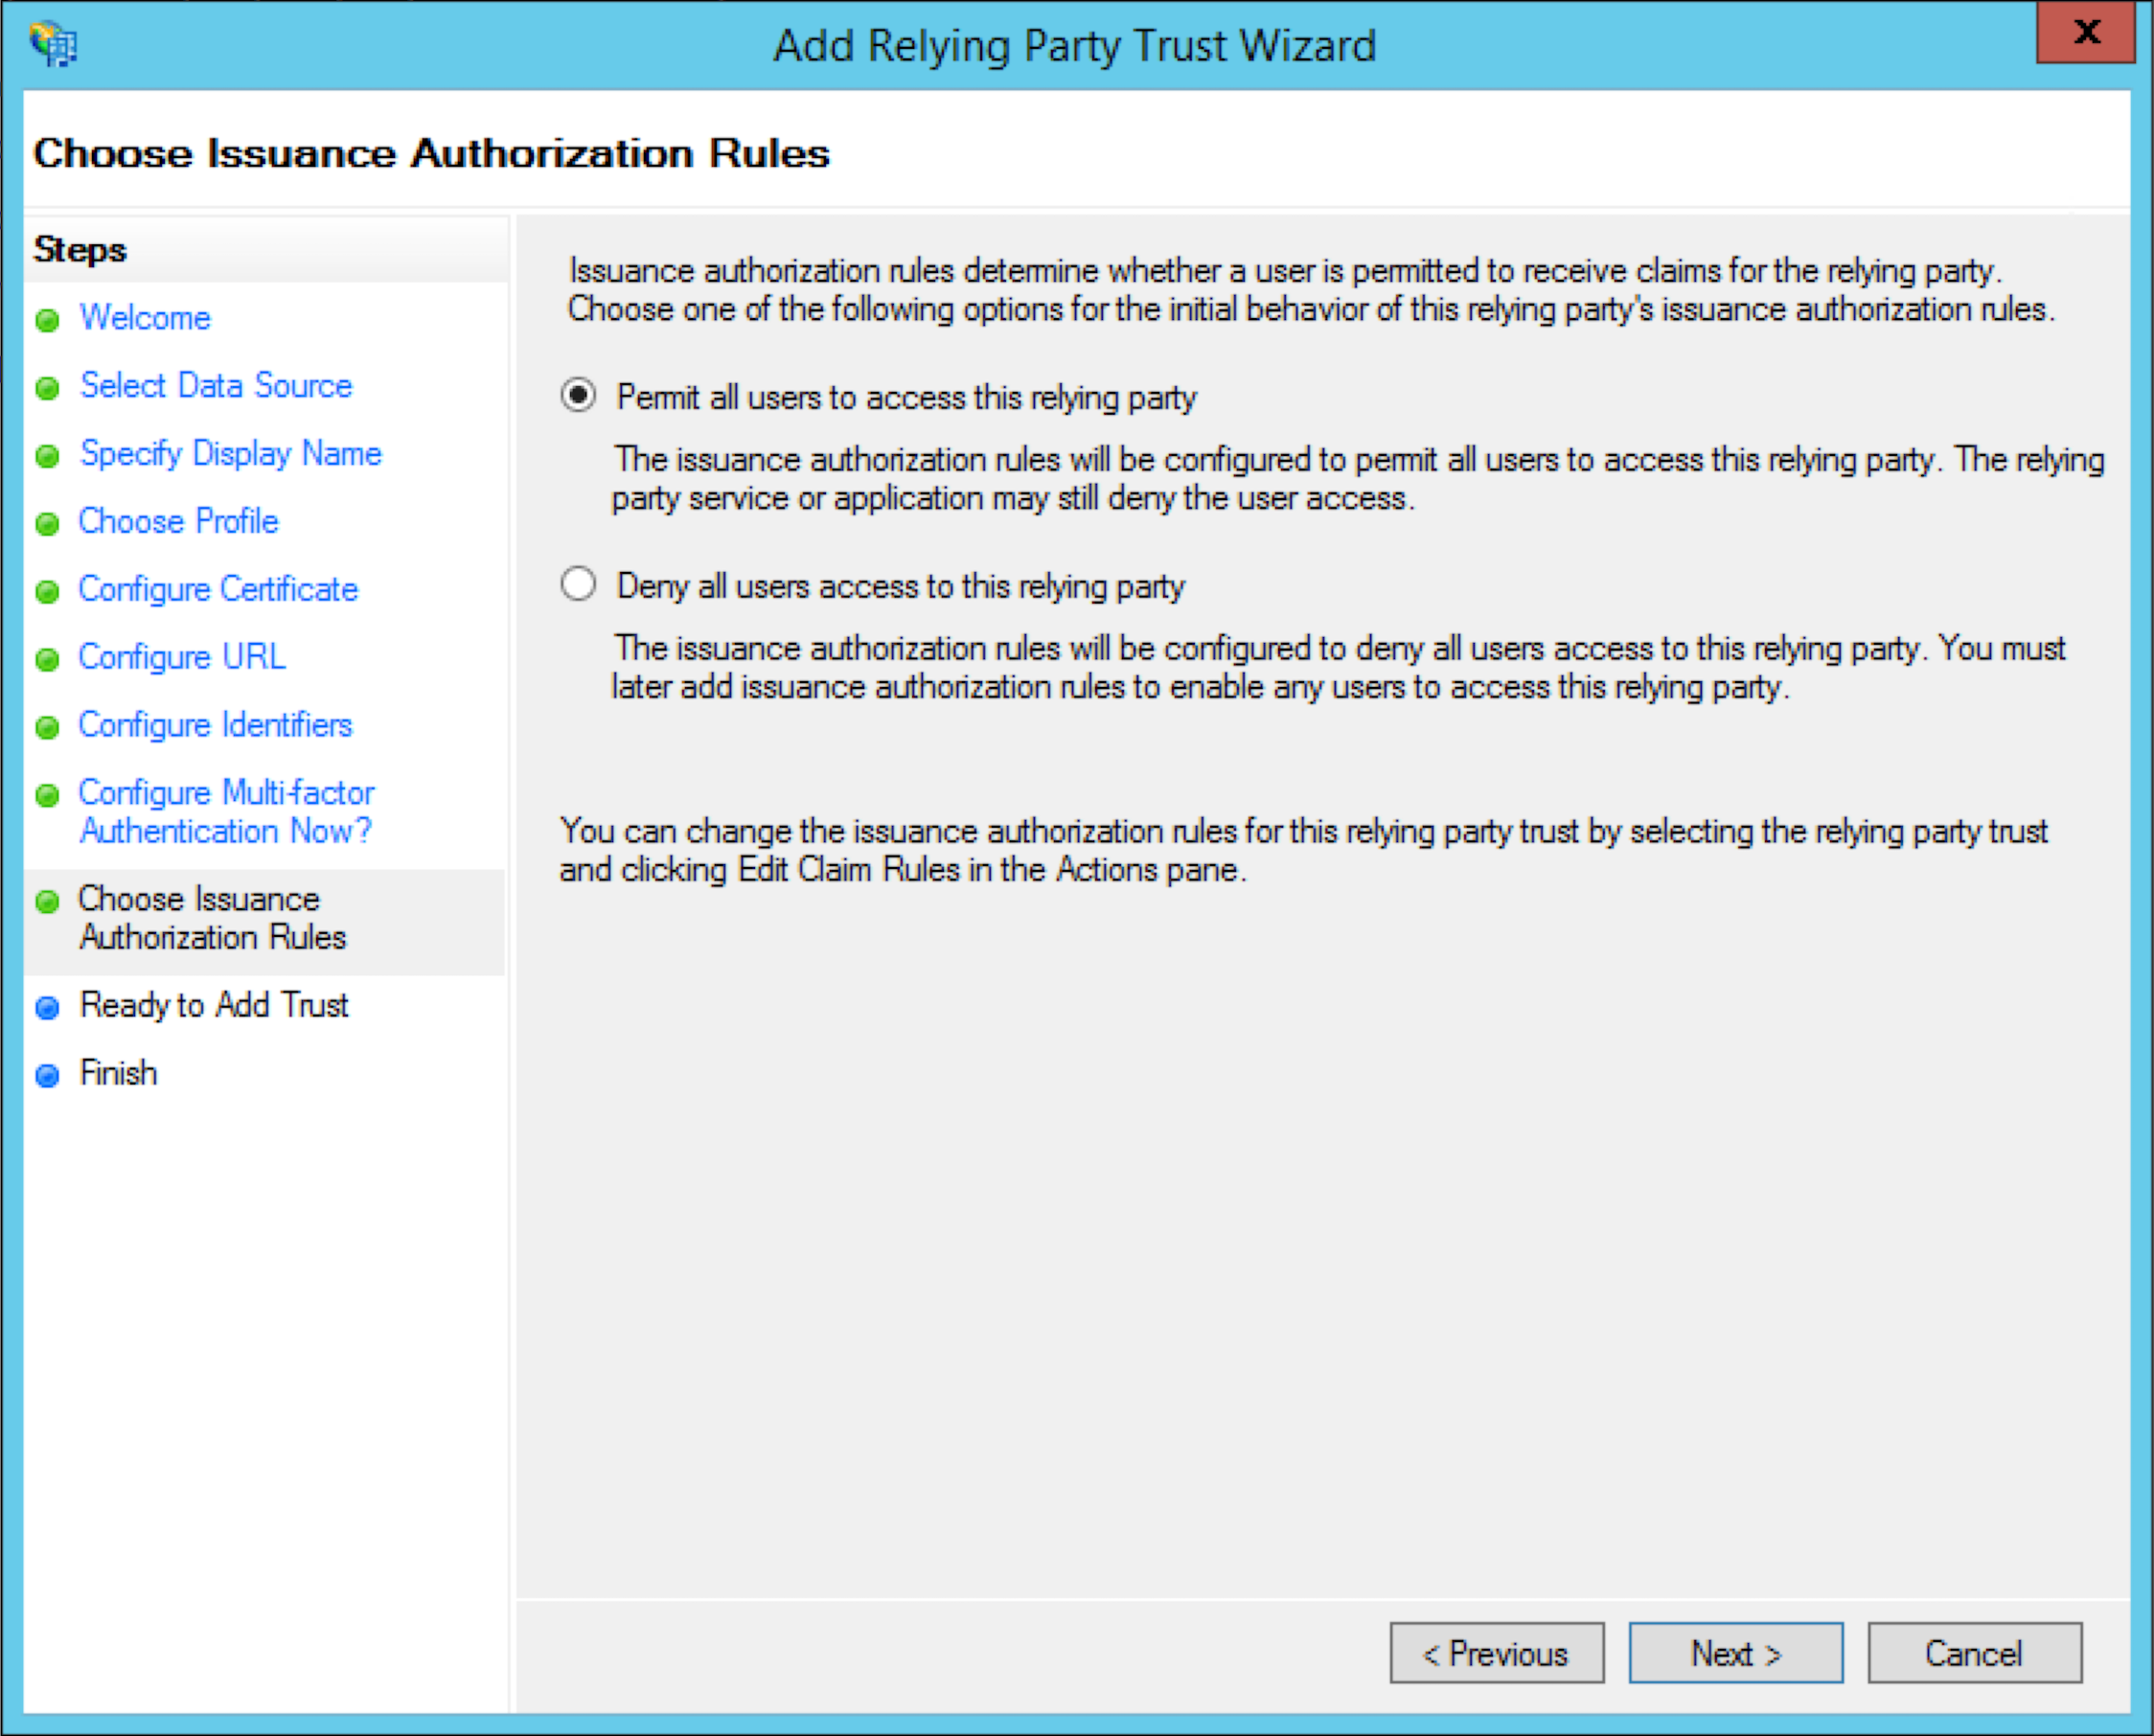 Add Relying Party Trust Wizard
x
Choose Issuance Authorization Rules
Steps
Welcome
Select Data Source
Specify Display Name
Choose Profile
Configure Certificate
Configure URL
Configure Identifiers
Configure Multi-factor
Authentication Now?
Choose Issuance
Authorization Rules
Ready to Add Trust
Finish
Issuance authorization rules determine whether a user is permitted to receive claims for the relying party.
Choose one of the following options for the initial behavior of this relying party's issuance authorization rules.
Permit all users to access this relying party
The issuance authorization rules will be configured to permit all users to access this relying party. The relying
party service or application may still deny the user access.
Deny all users access to this relying party
The issuance authorization rules will be configured to deny all users access to this relying party. You must
later add issuance authorization rules to enable any users to access this relying party.
You can change the issuance authorization rules for this relying party trust by selecting the relying party trust
and clicking Edit Claim Rules in the Actions pane.
< Previous
Next >
Cancel